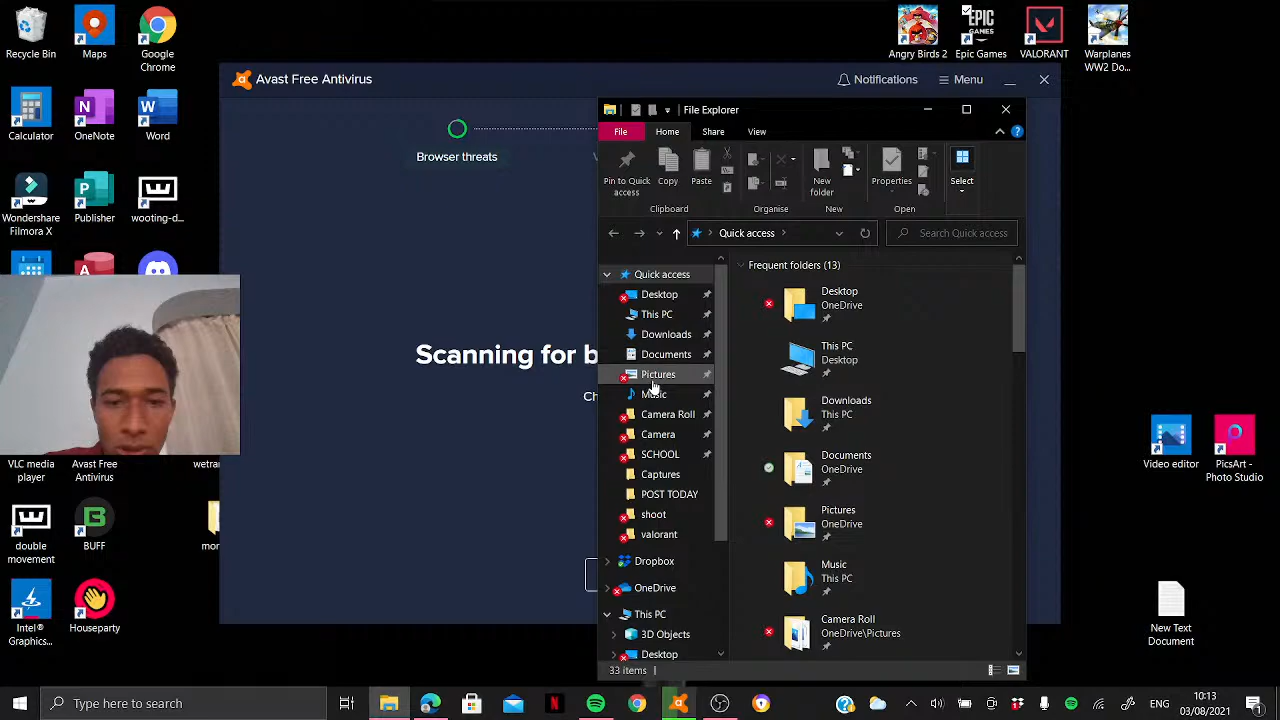 Recycle Bin
Maps
Google
Chrome
Angry Birds 2
EPIC
GAMES
Epic Games
VALORANT
Warplanes
WW2 Do...
Avast Free Antivirus
Notifications
Menu
Calculator
OneNote
Word
Wondershare
Filmora X
Publisher
wooting-d...
Browser threats
Scanning for b
Ch
File Explorer
File
Home
Share
View
Pin to Quick
access
Copy
Paste
New
folder
Properties
Select
Clipboard
Organise
New
Open
Quick access
Search Quick access
Quick access
Desktop
This PC
Downloads
Documents
Pictures
Music
Camera Roll
Camera
SCHOOL
Captures
POST TODAY
shoot
valorant
Dropbox
OneDrive
This PC
3D Objects
Desktop
Frequent folders (13)
Desktop
OneDrive
This PC
Desktop
Downloads
This PC
Documents
OneDrive
Pictures
OneDrive
Music
This PC
Camera Roll
OneDrive\Pictures
33 items
VLC media
player
Avast Free
Antivirus
wetra
double
movement
BUFF
mor
Intel®
Graphics...
Houseparty
Video editor
PicsArt -
Photo Studio
New Text
Document
Type here to search
ENG
10:13
03/08/2021